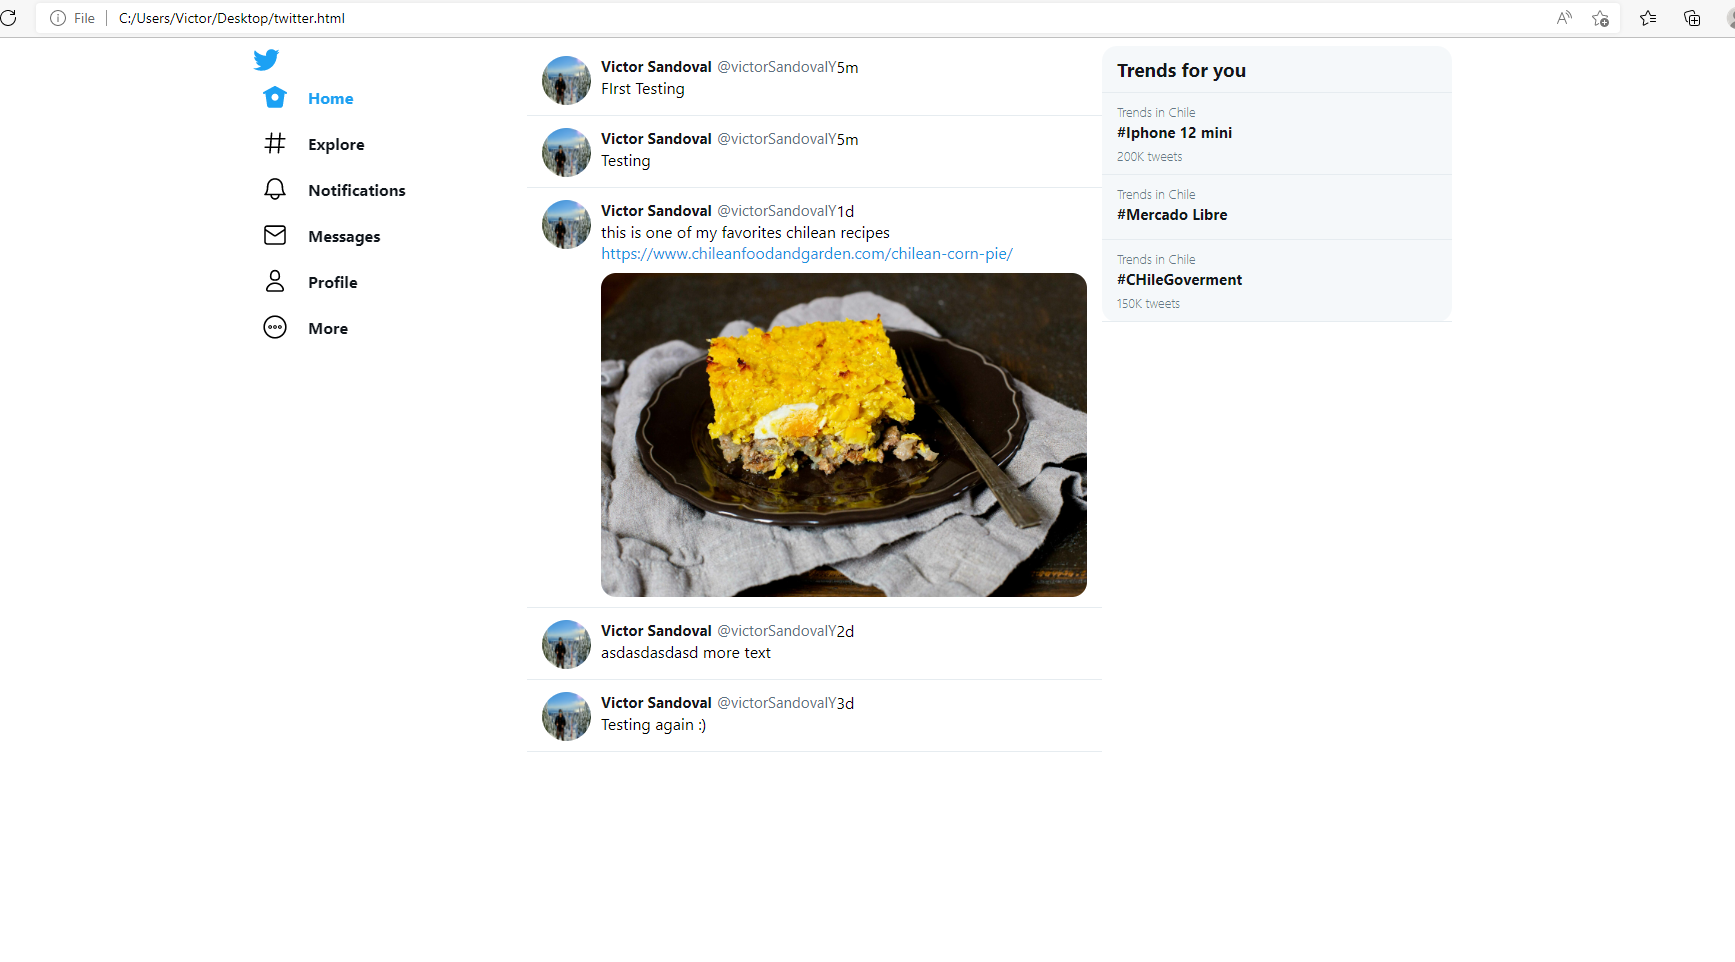 File C:/Users/Victor/Desktop/twitter.html
Home
Explore
Notifications
Messages
Profile
More
Victor Sandoval @victorSandovalY5m
FIrst Testing
Victor Sandoval @victorSandovalY5m
Testing
Victor Sandoval @victorSandovalY1d
this is one of my favorites chilean recipes
https://www.chileanfoodandgarden.com/chilean-corn-pie/
Victor Sandoval @victorSandovalY2d
asdasdasdasd more text
Victor Sandoval @victorSandovalY3d
Testing again :)
Trends for you
Trends in Chile
#Iphone 12 mini
200K tweets
Trends in Chile
#Mercado Libre
Trends in Chile
#CHileGoverment
150K tweets